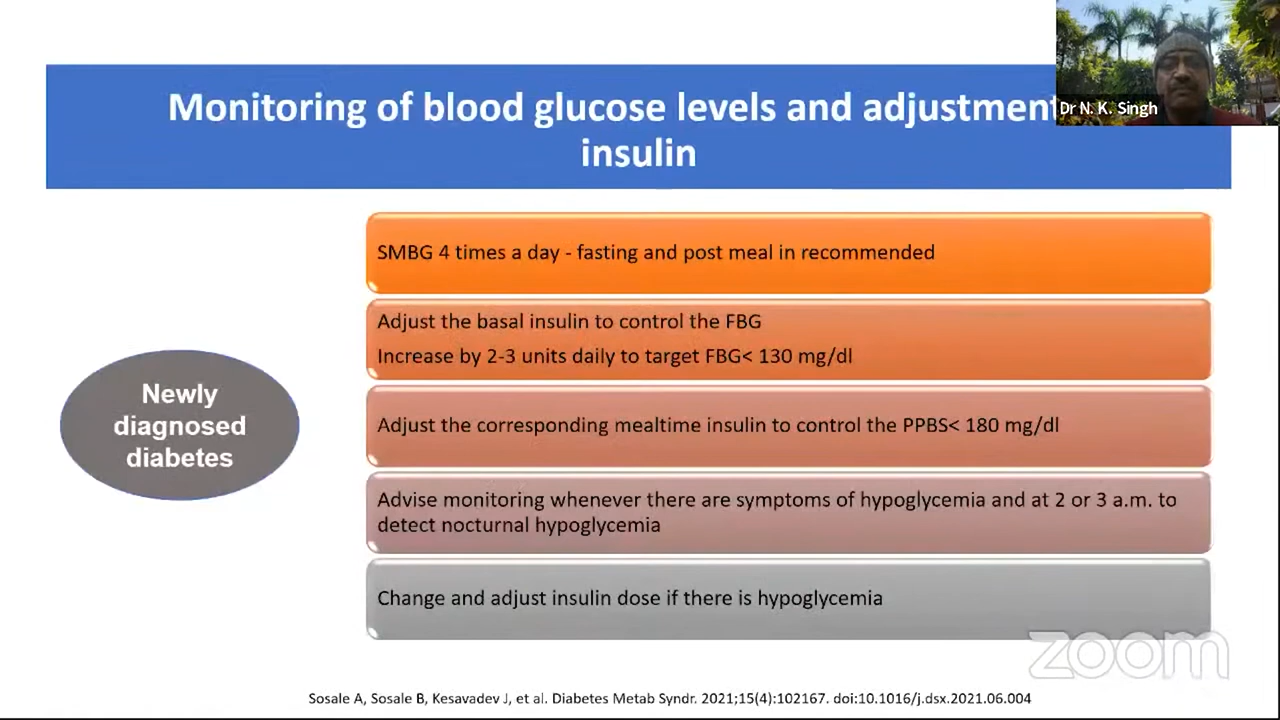 Monitoring of blood glucose levels and adjustment
insulin
Dr N. K. Singh
SMBG 4 times a day - fasting and post meal in recommended
Adjust the basal insulin to control the FBG
Increase by 2-3 units daily to target FBG< 130 mg/dl
Newly
diagnosed
diabetes
Adjust the corresponding mealtime insulin to control the PPBS< 180 mg/dl
Advise monitoring whenever there are symptoms of hypoglycemia and at 2 or 3 a.m. to
detect nocturnal hypoglycemia
Change and adjust insulin dose if there is hypoglycemia
zoom
Sosale A, Sosale B, Kesavadev J, et al. Diabetes Metab Syndr. 2021;15(4):102167. doi:10.1016/j.dsx.2021.06.004